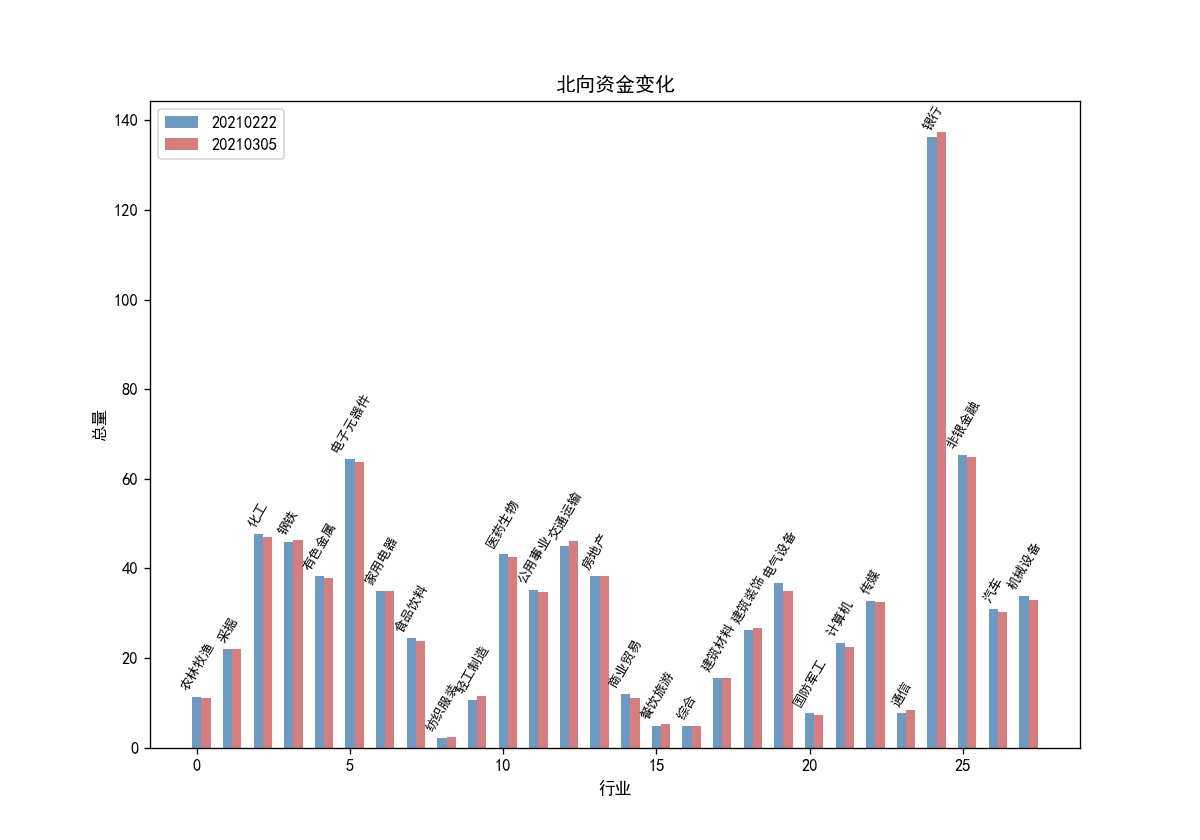 北向资金变化
20210222
20210305
总量
140
120
100
80
60
40
20
0
农林牧渔
采掘
化工
钢铁
有色金属
电子元器件
家用电器
食品饮料
纺织服装
轻工制造
医药生物
公用事业
交通运输
房地产
商业贸易
餐饮旅游
综合
建筑材料
建筑装饰
电气设备
国防军工
计算机
传媒
通信
银行
非银金融
汽车
机械设备
0 5 10 15 20 25
行业